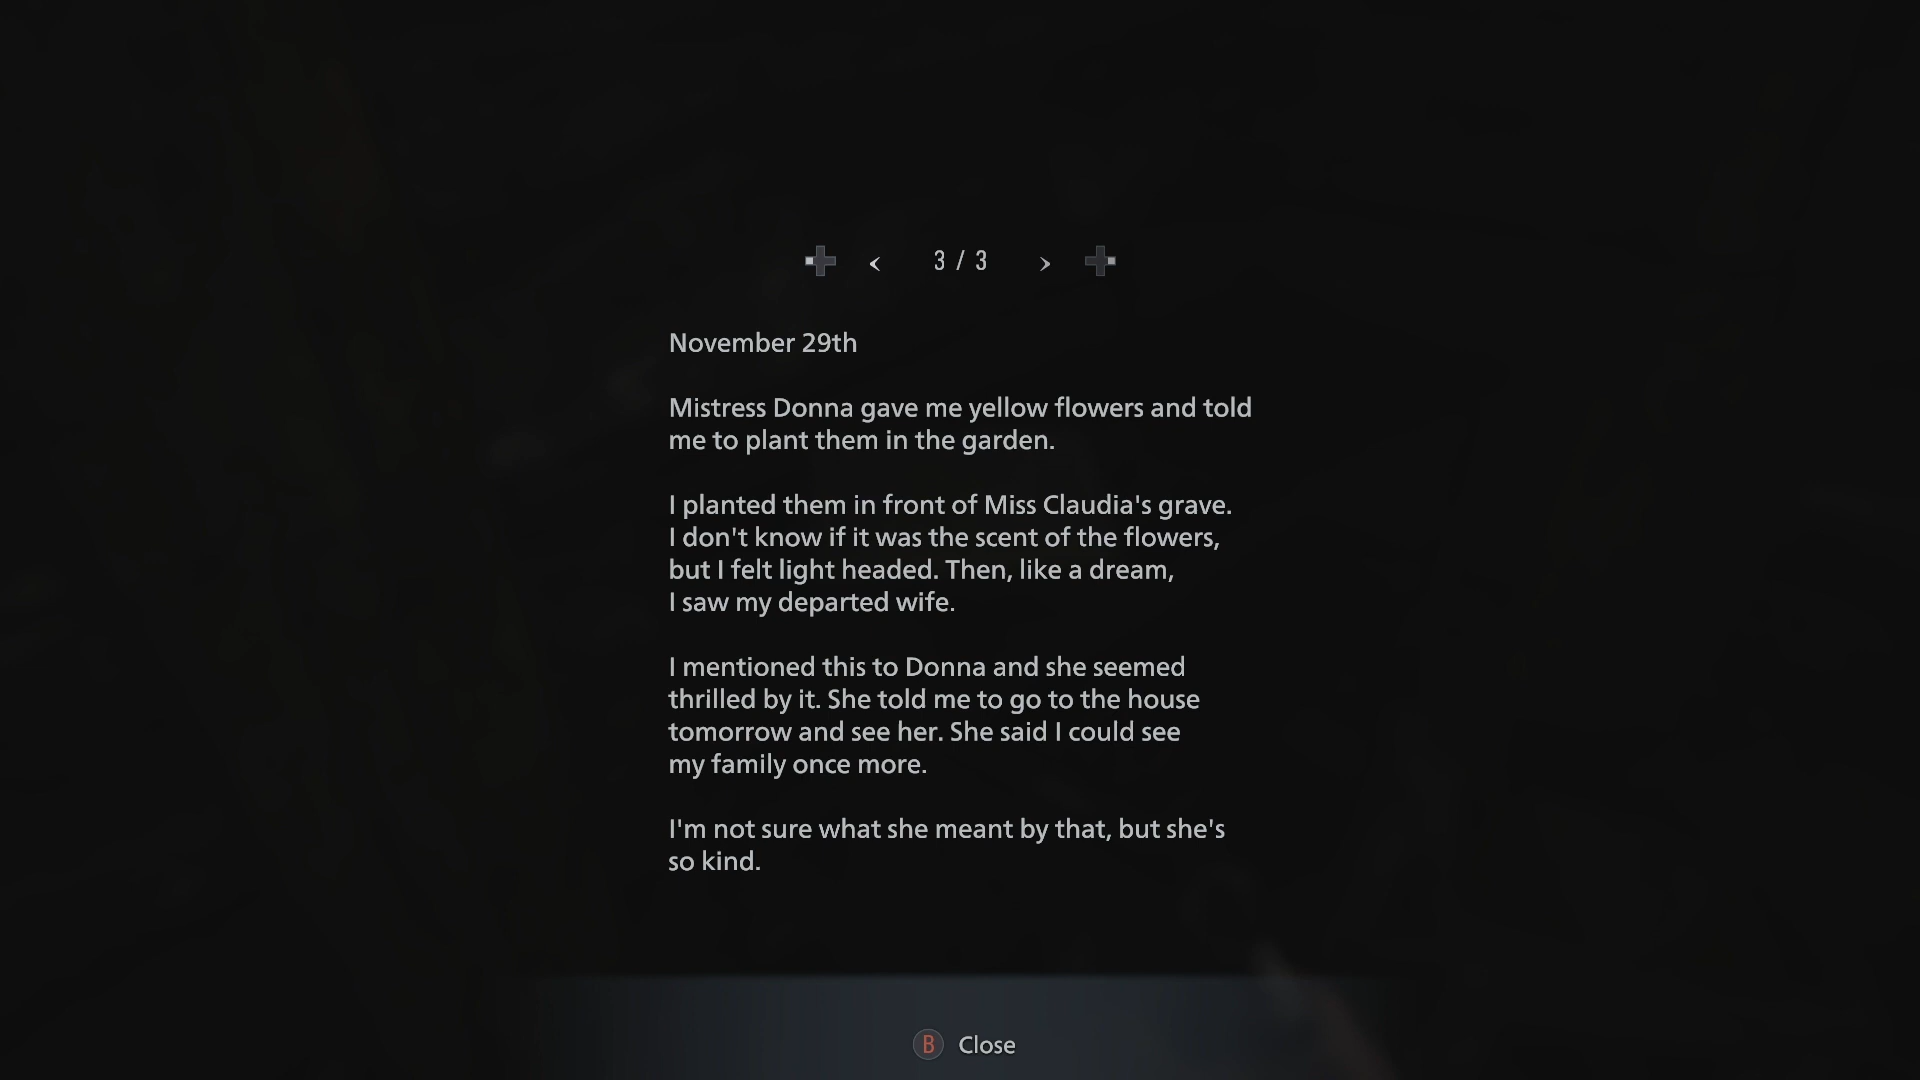 < 3 / 3 >
November 29th
Mistress Donna gave me yellow flowers and told
me to plant them in the garden.
I planted them in front of Miss Claudia's grave.
I don't know if it was the scent of the flowers,
but I felt light headed. Then, like a dream,
I saw my departed wife.
I mentioned this to Donna and she seemed
thrilled by it. She told me to go to the house
tomorrow and see her. She said I could see
my family once more.
I'm not sure what she meant by that, but she's
so kind.
B Close